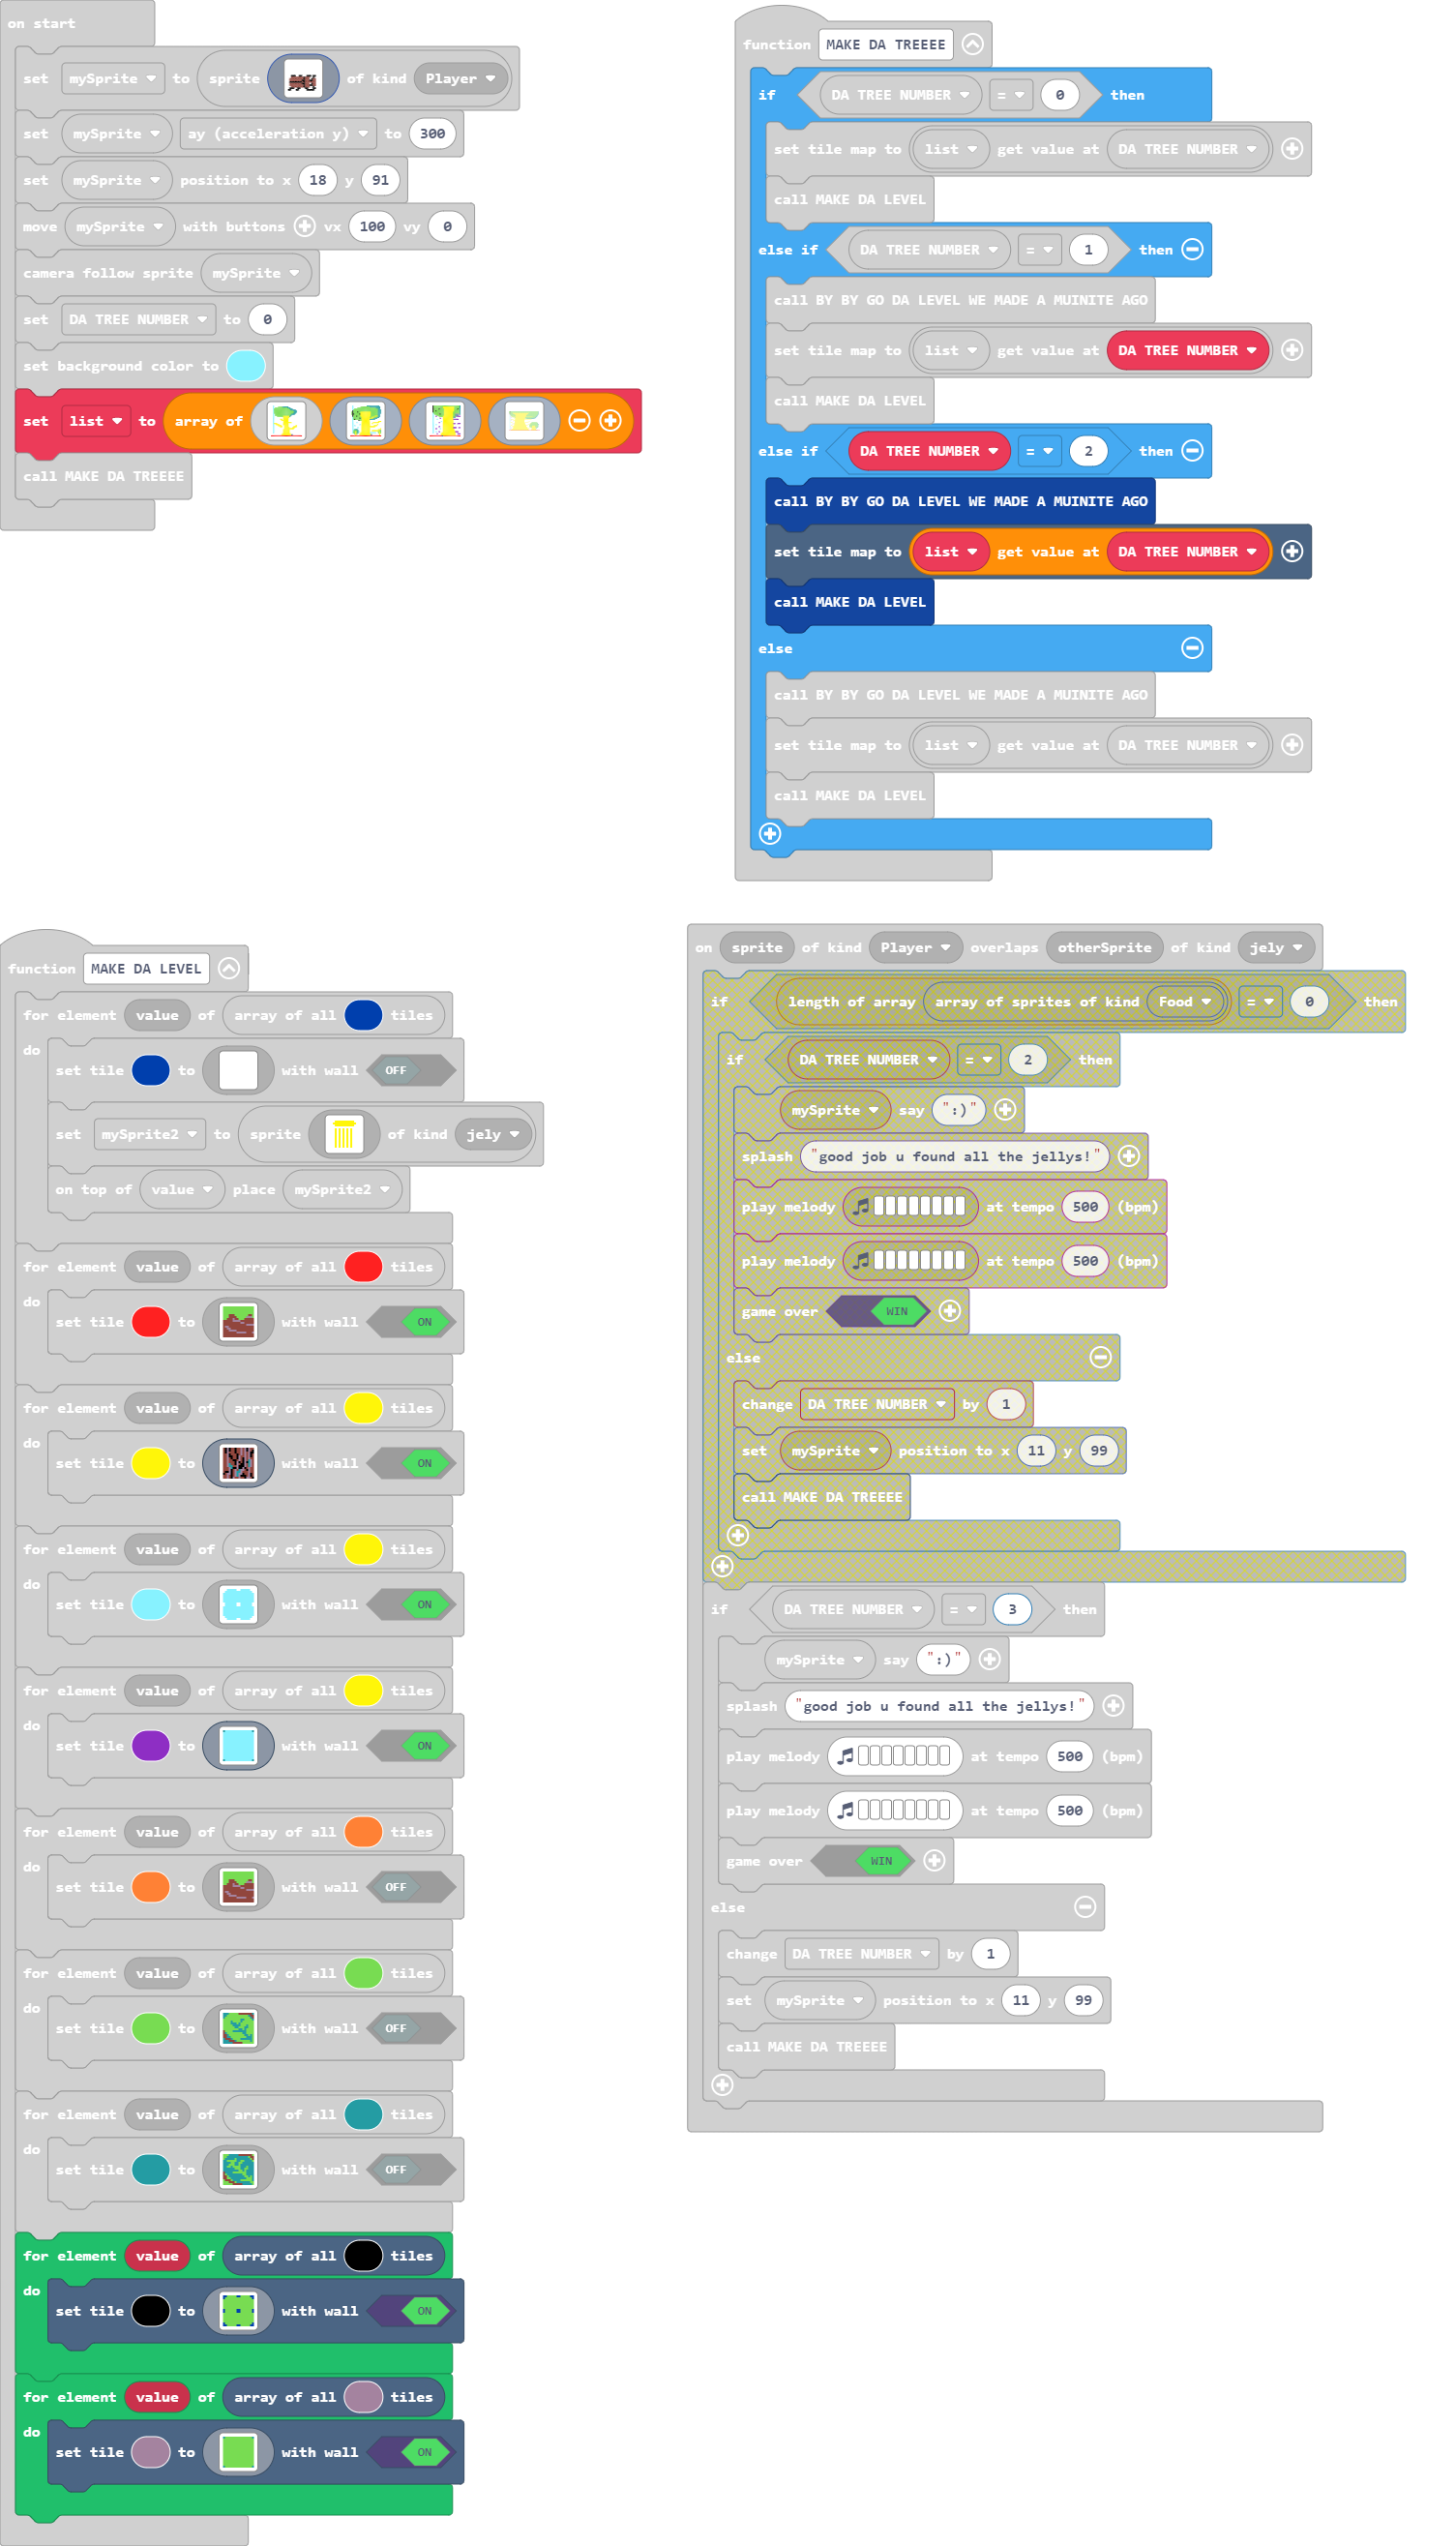 on start
set mySprite to sprite of kind Player
set mySprite ay (acceleration y) to 300
set mySprite position to x 18 y 91
move mySprite with buttons vx 100 vy 0
camera follow sprite mySprite
set DA TREE NUMBER to 0
set background color to
set list to array of
call MAKE DA TREEEE
function MAKE DA TREEEE
if DA TREE NUMBER = 0 then
set tile map to list get value at DA TREE NUMBER
call MAKE DA LEVEL
else if DA TREE NUMBER = 1 then
call BY BY GO DA LEVEL WE MADE A MUINITE AGO
set tile map to list get value at DA TREE NUMBER
call MAKE DA LEVEL
else if DA TREE NUMBER = 2 then
call BY BY GO DA LEVEL WE MADE A MUINITE AGO
set tile map to list get value at DA TREE NUMBER
call MAKE DA LEVEL
else
call BY BY GO DA LEVEL WE MADE A MUINITE AGO
set tile map to list get value at DA TREE NUMBER
call MAKE DA LEVEL
function MAKE DA LEVEL
for element value of array of all tiles
do
set tile to with wall OFF
set mySprite2 to sprite of kind jely
on top of value place mySprite2
for element value of array of all tiles
do
set tile to with wall ON
for element value of array of all tiles
do
set tile to with wall ON
for element value of array of all tiles
do
set tile to with wall ON
for element value of array of all tiles
do
set tile to with wall ON
for element value of array of all tiles
do
set tile to with wall OFF
for element value of array of all tiles
do
set tile to with wall OFF
for element value of array of all tiles
do
set tile to with wall OFF
for element value of array of all tiles
do
set tile to with wall ON
for element value of array of all tiles
do
set tile to with wall ON
on sprite of kind Player overlaps otherSprite of kind jely
if length of array array of sprites of kind Food = 0 then
if DA TREE NUMBER = 2 then
mySprite say ":)"
splash "good job u found all the jellys!"
play melody at tempo 500 (bpm)
play melody at tempo 500 (bpm)
game over WIN
else
change DA TREE NUMBER by 1
set mySprite position to x 11 y 99
call MAKE DA TREEEE
if DA TREE NUMBER = 3 then
mySprite say ":)"
splash "good job u found all the jellys!"
play melody at tempo 500 (bpm)
play melody at tempo 500 (bpm)
game over WIN
else
change DA TREE NUMBER by 1
set mySprite position to x 11 y 99
call MAKE DA TREEEE